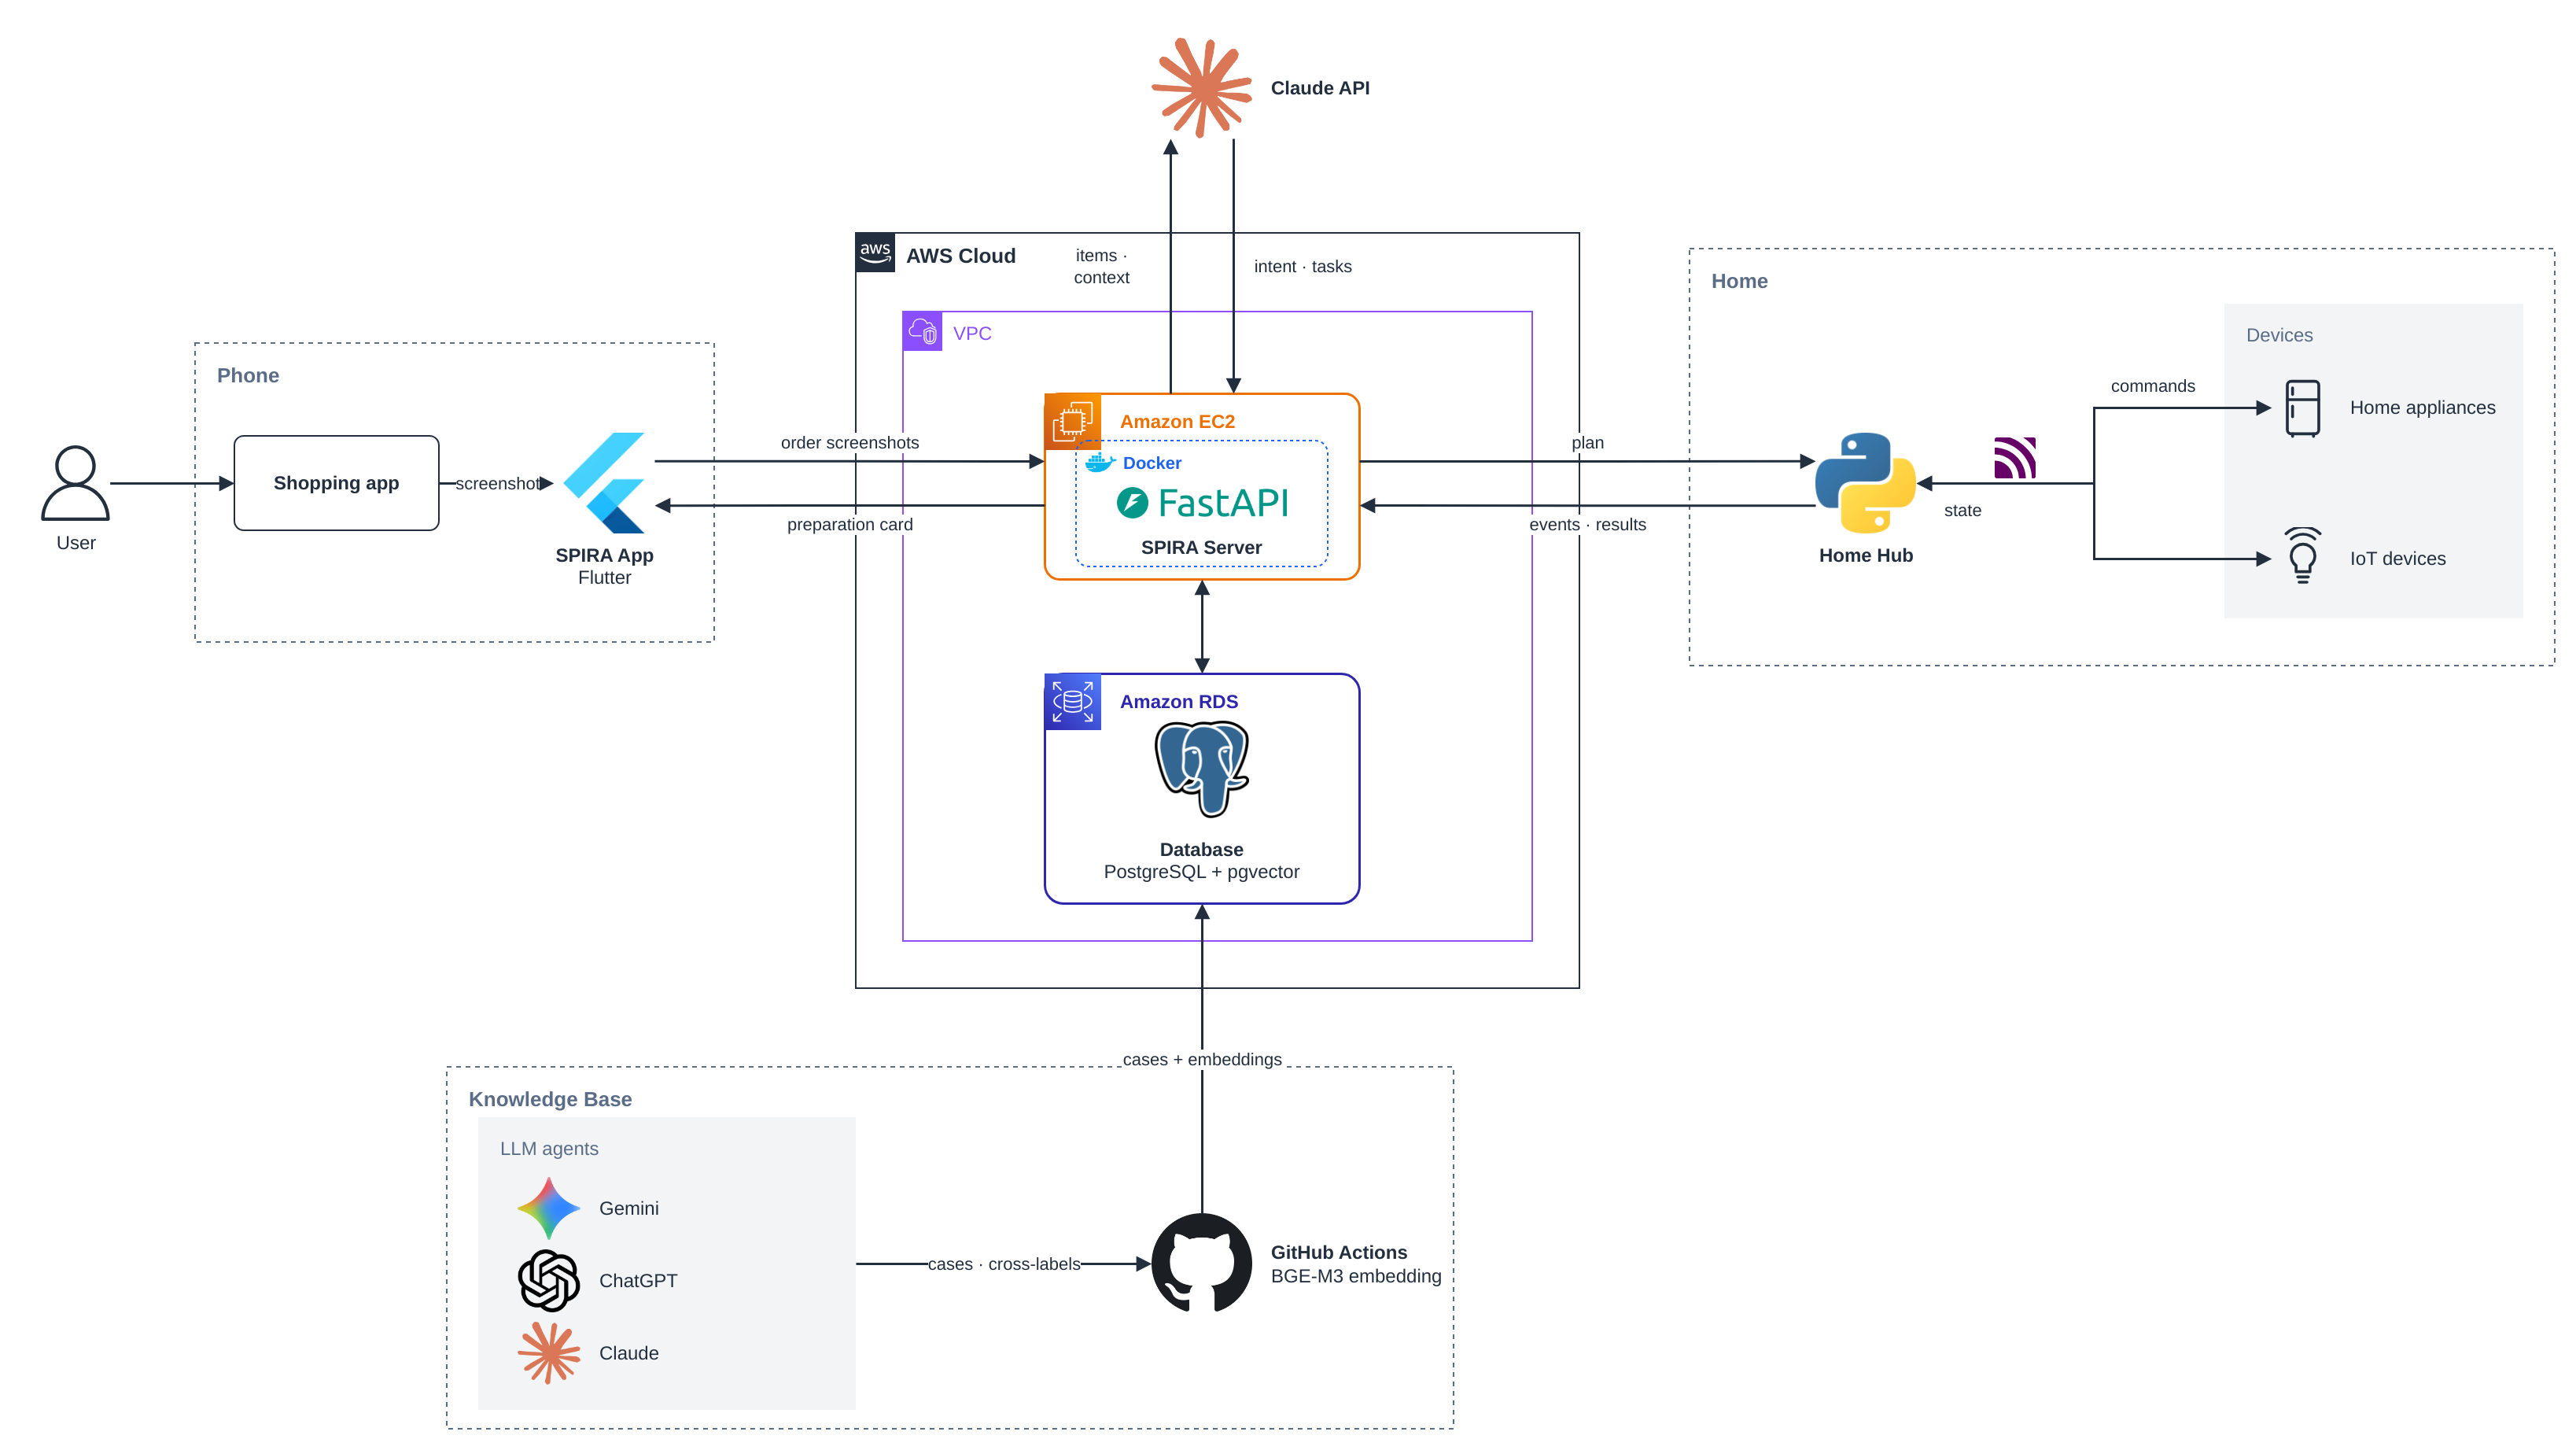 Claude API
aws
AWS Cloud
items ·
context
intent · tasks
VPC
Home
Devices
Phone
commands
Home appliances
Amazon EC2
order screenshots
plan
Docker
Shopping app
screenshot
FastAPI
state
preparation card
events · results
User
SPIRA App
Flutter
SPIRA Server
Home Hub
IoT devices
Amazon RDS
Database
PostgreSQL + pgvector
cases + embeddings
Knowledge Base
LLM agents
Gemini
ChatGPT
Claude
cases · cross-labels
GitHub Actions
BGE-M3 embedding